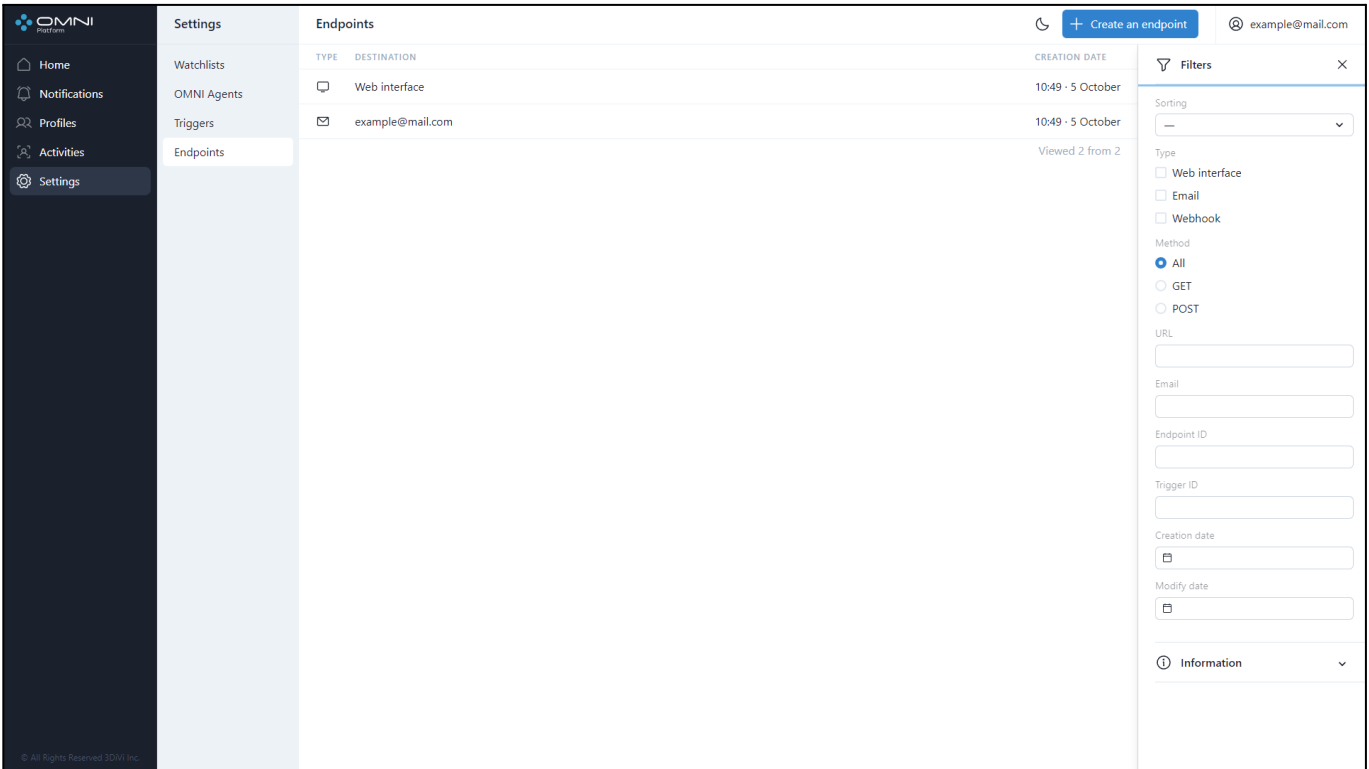 OMNI
Platform
Home
Notifications
Profiles
Activities
Settings
© All Rights Reserved 3DiVi Inc.
Settings
Watchlists
OMNI Agents
Triggers
Endpoints
Endpoints
Create an endpoint
example@mail.com
TYPE DESTINATION CREATION DATE
Web interface 10:49 · 5 October
example@mail.com 10:49 · 5 October
Viewed 2 from 2
Filters
Sorting
—
Type
Web interface
Email
Webhook
Method
All
GET
POST
URL
Email
Endpoint ID
Trigger ID
Creation date
Modify date
Information